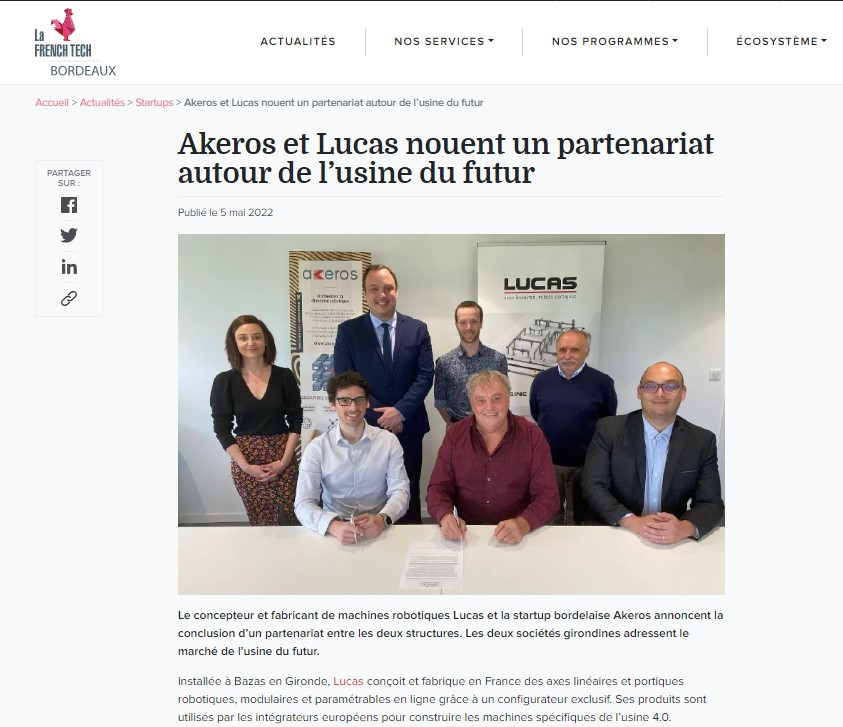 La
FRENCH TECH
BORDEAUX
ACTUALITÉS
NOS SERVICES
NOS PROGRAMMES
ÉCOSYSTÈME
Accueil > Actualités > Startups > Akeros et Lucas nouent un partenariat autour de l’usine du futur
PARTAGER
SUR :
Akeros et Lucas nouent un partenariat
autour de l’usine du futur
Publié le 5 mai 2022
akeros
LUCAS
Le concepteur et fabricant de machines robotiques Lucas et la startup bordelaise Akeros annoncent la
conclusion d’un partenariat entre les deux structures. Les deux sociétés girondines adressent le
marché de l’usine du futur.
Installée à Bazas en Gironde, Lucas conçoit et fabrique en France des axes linéaires et portiques
robotiques, modulaires et paramétrables en ligne grâce à un configurateur exclusif. Ses produits sont
utilisés par les intégrateurs européens pour construire les machines spécifiques de l’usine 4.0.